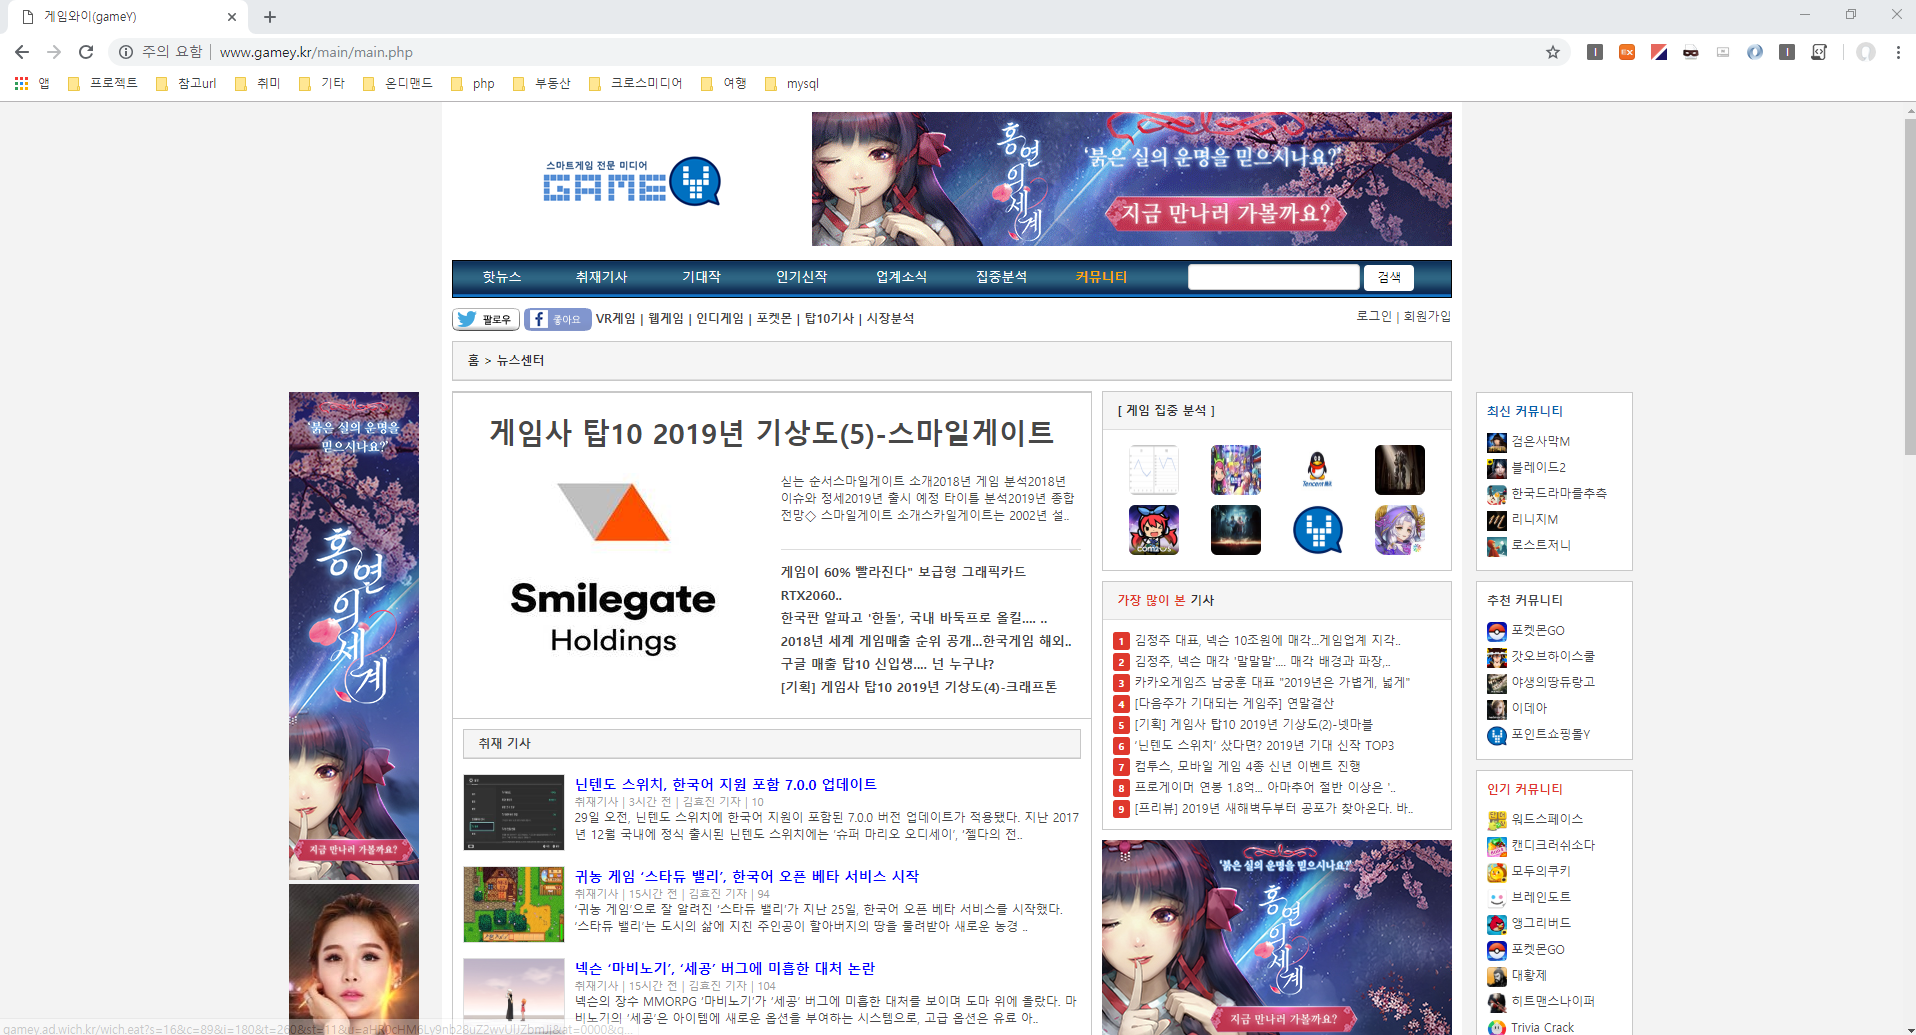 게임와이(gameY)
주의 요함 | www.gamey.kr/main/main.php
앱 프로젝트 참고url 취미 기타 온디맨드 php 부동산 크로스미디어 여행 mysql
스마트게임 전문 미디어
GAME Y
홍연의 세계
'붉은 실의 운명을 믿으시나요?'
지금 만나러 가볼까요?
핫뉴스 취재기사 기대작 인기신작 업계소식 집중분석 커뮤니티 검색
팔로우 좋아요 VR게임 | 웹게임 | 인디게임 | 포켓몬 | 탑10기사 | 시장분석
로그인 | 회원가입
홈 > 뉴스센터
'붉은 실의 운명을
믿으시나요?'
홍연의 세계
지금 만나러 가볼까요?
게임사 탑10 2019년 기상도(5)-스마일게이트
Smilegate
Holdings
싣는 순서스마일게이트 소개2018년 게임 분석2018년
이슈와 정세2019년 출시 예정 타이틀 분석2019년 종합
전망◇ 스마일게이트 소개스카일게이트는 2002년 설..
게임이 60% 빨라진다" 보급형 그래픽카드
RTX2060..
한국판 알파고 '한돌', 국내 바둑프로 올킬.... ..
2018년 세계 게임매출 순위 공개...한국게임 해외..
구글 매출 탑10 신입생.... 넌 누구냐?
[기획] 게임사 탑10 2019년 기상도(4)-크래프톤
취재 기사
닌텐도 스위치, 한국어 지원 포함 7.0.0 업데이트
취재기사 | 3시간 전 | 김효진 기자 | 10
29일 오전, 닌텐도 스위치에 한국어 지원이 포함된 7.0.0 버전 업데이트가 적용됐다. 지난 2017
년 12월 국내에 정식 출시된 닌텐도 스위치에는 '슈퍼 마리오 오디세이', '젤다의 전..
귀농 게임 '스타듀 밸리', 한국어 오픈 베타 서비스 시작
취재기사 | 15시간 전 | 김효진 기자 | 94
'귀농 게임'으로 잘 알려진 '스타듀 밸리'가 지난 25일, 한국어 오픈 베타 서비스를 시작했다.
'스타듀 밸리'는 도시의 삶에 지친 주인공이 할아버지의 땅을 물려받아 새로운 농경 ..
넥슨 '마비노기', '세공' 버그에 미흡한 대처 논란
취재기사 | 15시간 전 | 김효진 기자 | 104
넥슨의 장수 MMORPG '마비노기'가 '세공' 버그에 미흡한 대처를 보이며 도마 위에 올랐다. 마
비노기의 '세공'은 아이템에 새로운 옵션을 부여하는 시스템으로, 고급 옵션은 유료 아..
[ 게임 집중 분석 ]
Tencent
com2us
가장 많이 본 기사
1 김정주 대표, 넥슨 10조원에 매각...게임업계 지각..
2 김정주, 넥슨 매각 '말말말'.... 매각 배경과 파장,..
3 카카오게임즈 남궁훈 대표 "2019년은 가볍게, 넓게"
4 [다음주가 기대되는 게임주] 연말결산
5 [기획] 게임사 탑10 2019년 기상도(2)-넷마블
6 '닌텐도 스위치' 샀다면? 2019년 기대 신작 TOP3
7 컴투스, 모바일 게임 4종 신년 이벤트 진행
8 프로게이머 연봉 1.8억... 아마추어 절반 이상은 '..
9 [프리뷰] 2019년 새해벽두부터 공포가 찾아온다. 바..
'붉은 실의 운명을 믿으시나요?'
홍연의 세계
지금 만나러 가볼까요?
최신 커뮤니티
검은사막M
블레이드2
한국드라마를추측
리니지M
로스트저니
추천 커뮤니티
포켓몬GO
갓오브하이스쿨
야생의땅듀랑고
이데아
포인트쇼핑몰Y
인기 커뮤니티
워드스페이스
캔디크러쉬소다
모두의쿠키
브레인도트
앵그리버드
포켓몬GO
대황제
히트맨스나이퍼
Trivia Crack